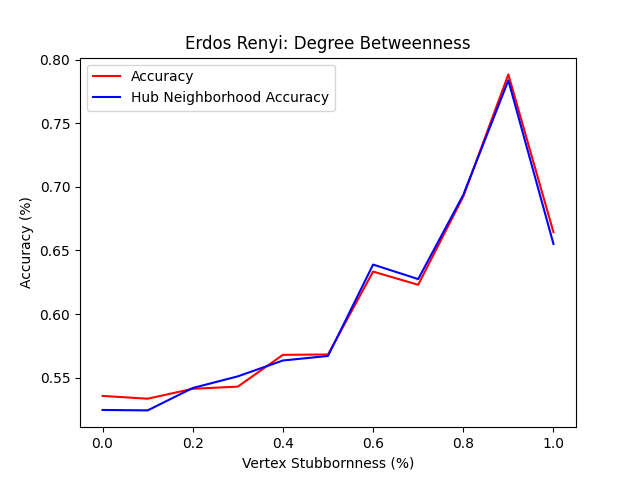 Erdos Renyi: Degree Betweenness
Accuracy
Hub Neighborhood Accuracy
Accuracy (%)
0.80
0.75
0.70
0.65
0.60
0.55
0.0 0.2 0.4 0.6 0.8 1.0
Vertex Stubbornness (%)